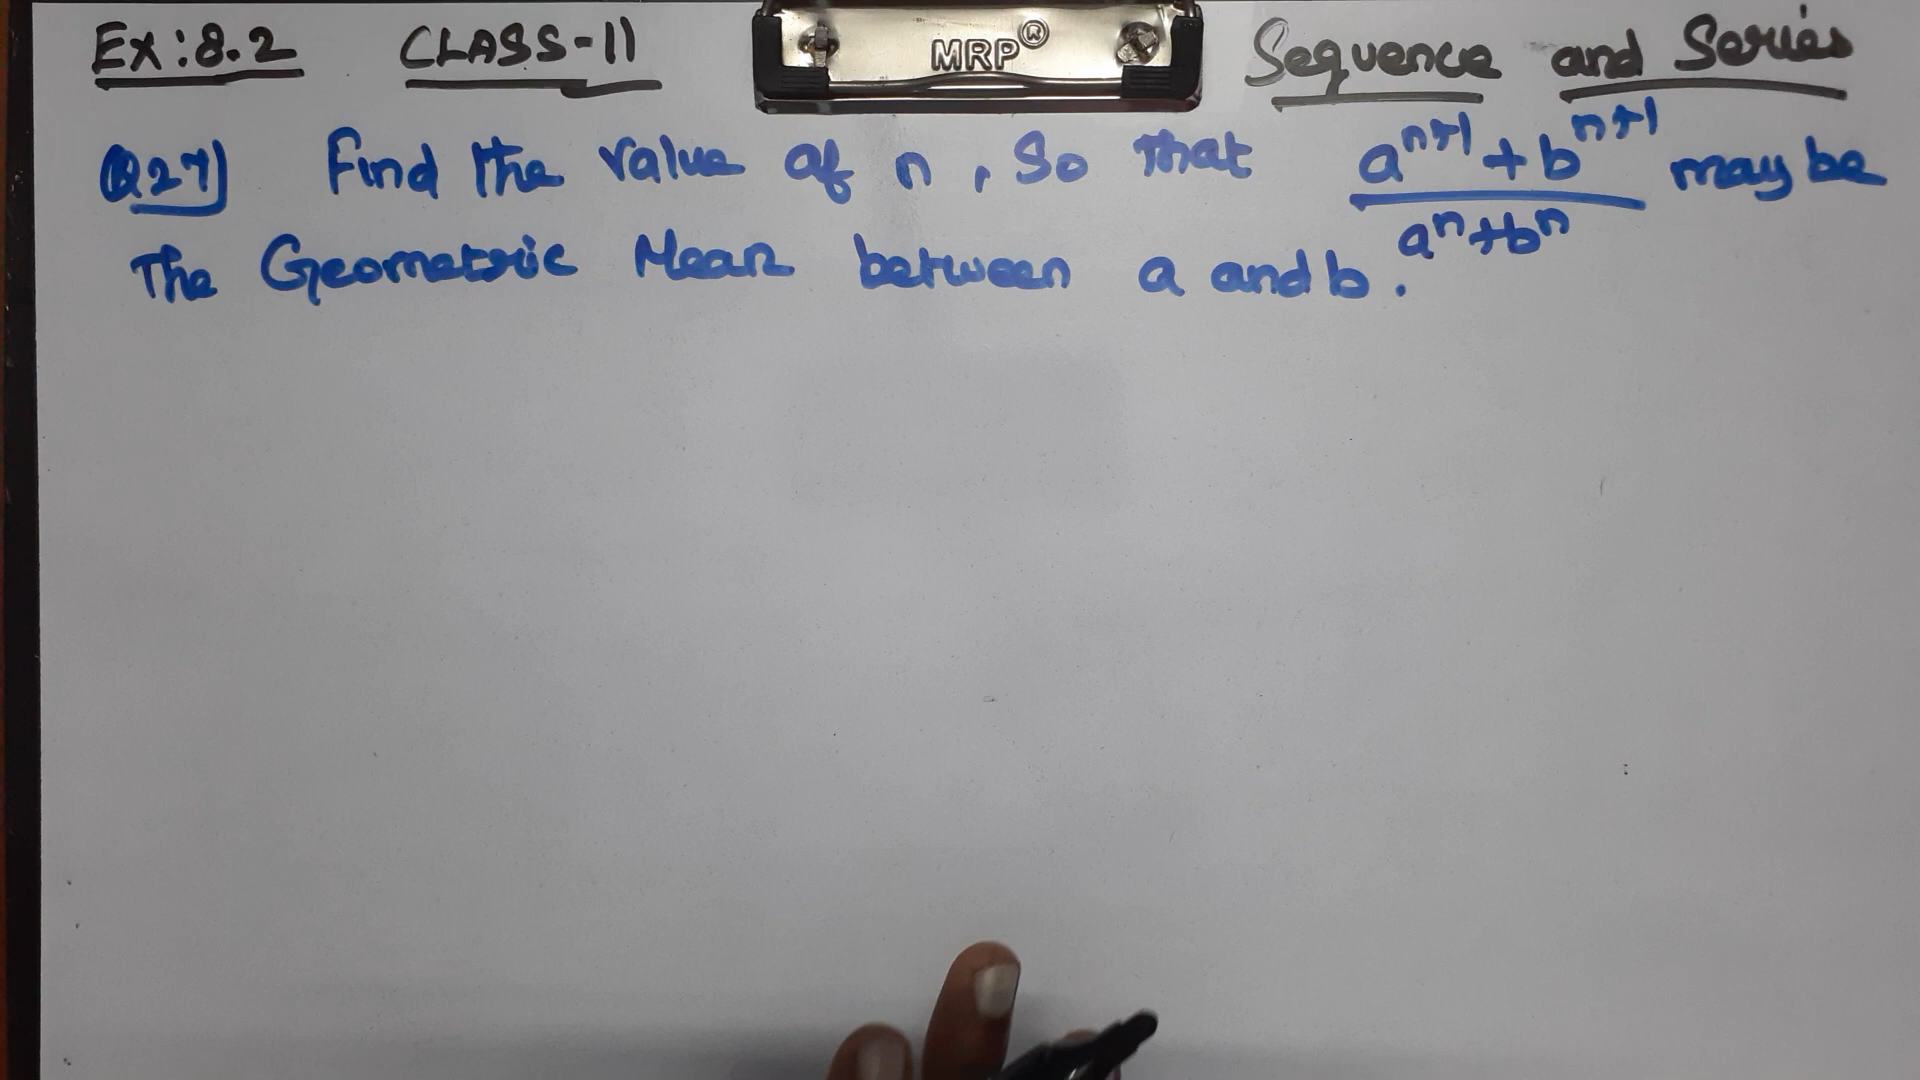 Ex:8.2 CLASS-11 MRP® Sequence and Series
Q27) Find the value of n, So that a^{n+1}+b^{n+1} / a^n+b^n may be
The Geometric Mean between a and b.